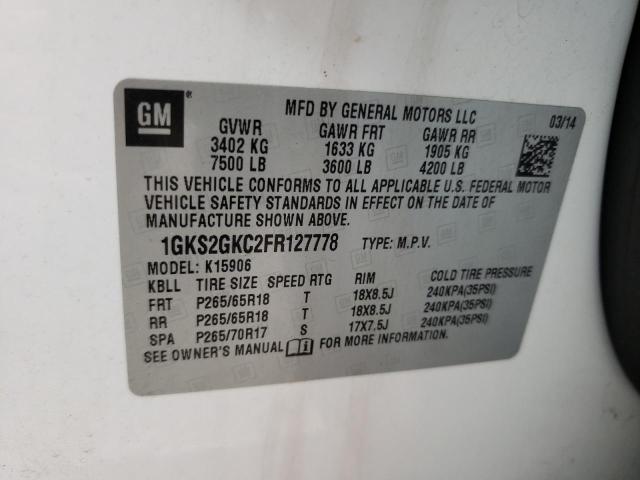 GM®
MFD BY GENERAL MOTORS LLC
03/14
GVWR GAWR FRT GAWR RR
3402 KG 1633 KG 1905 KG
7500 LB 3600 LB 4200 LB
THIS VEHICLE CONFORMS TO ALL APPLICABLE U.S. FEDERAL MOTOR
VEHICLE SAFETY STANDARDS IN EFFECT ON THE DATE OF
MANUFACTURE SHOWN ABOVE.
1GKS2GKC2FR127778 TYPE: M.P.V.
MODEL: K15906
KBLL TIRE SIZE SPEED RTG RIM COLD TIRE PRESSURE
FRT P265/65R18 T 18X8.5J 240KPA(35PSI)
RR P265/65R18 T 18X8.5J 240KPA(35PSI)
SPA P265/70R17 S 17X7.5J 240KPA(35PSI)
SEE OWNER'S MANUAL FOR MORE INFORMATION.